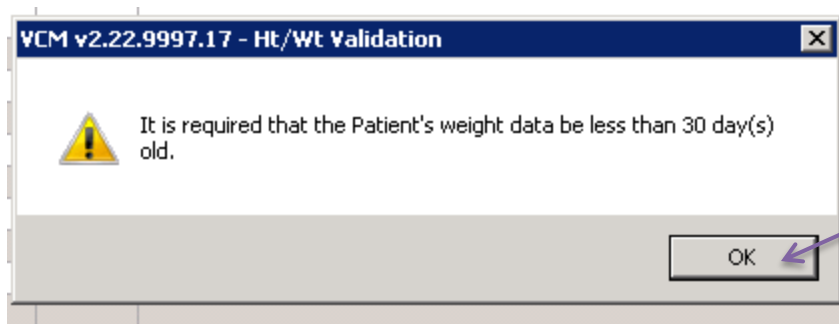 VCM v2.22.9997.17 - Ht/Wt Validation
It is required that the Patient's weight data be less than 30 day(s)
old.
OK